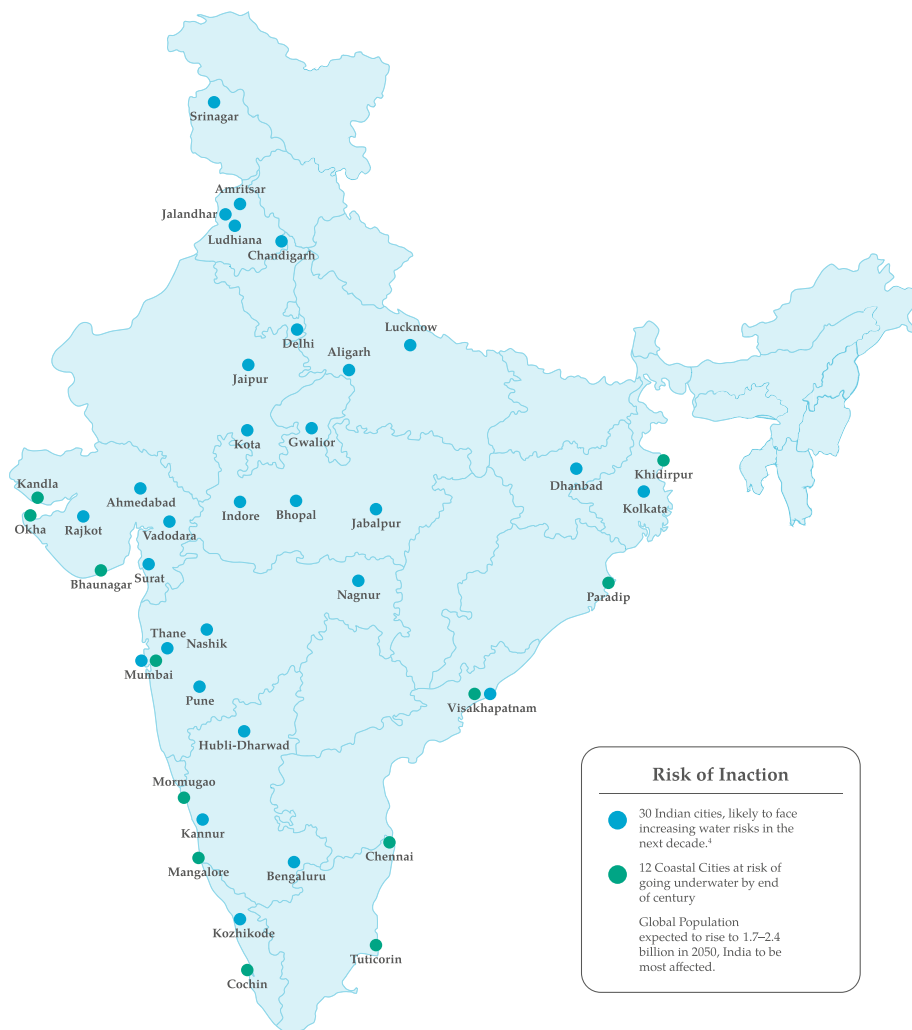 Srinagar
Amritsar
Jalandhar
Ludhiana
Chandigarh
Delhi
Lucknow
Aligarh
Jaipur
Kota
Gwalior
Kandla
Ahmedabad
Okha
Rajkot
Vadodara
Indore
Bhopal
Jabalpur
Dhanbad
Khidirpur
Kolkata
Bhaunagar
Surat
Nagnur
Paradip
Thane
Nashik
Mumbai
Pune
Visakhapatnam
Hubli-Dharwad
Mormugao
Kannur
Chennai
Mangalore
Bengaluru
Kozhikode
Tuticorin
Cochin
Risk of Inaction
30 Indian cities, likely to face
increasing water risks in the
next decade.⁴
12 Coastal Cities at risk of
going underwater by end
of century
Global Population
expected to rise to 1.7–2.4
billion in 2050, India to be
most affected.